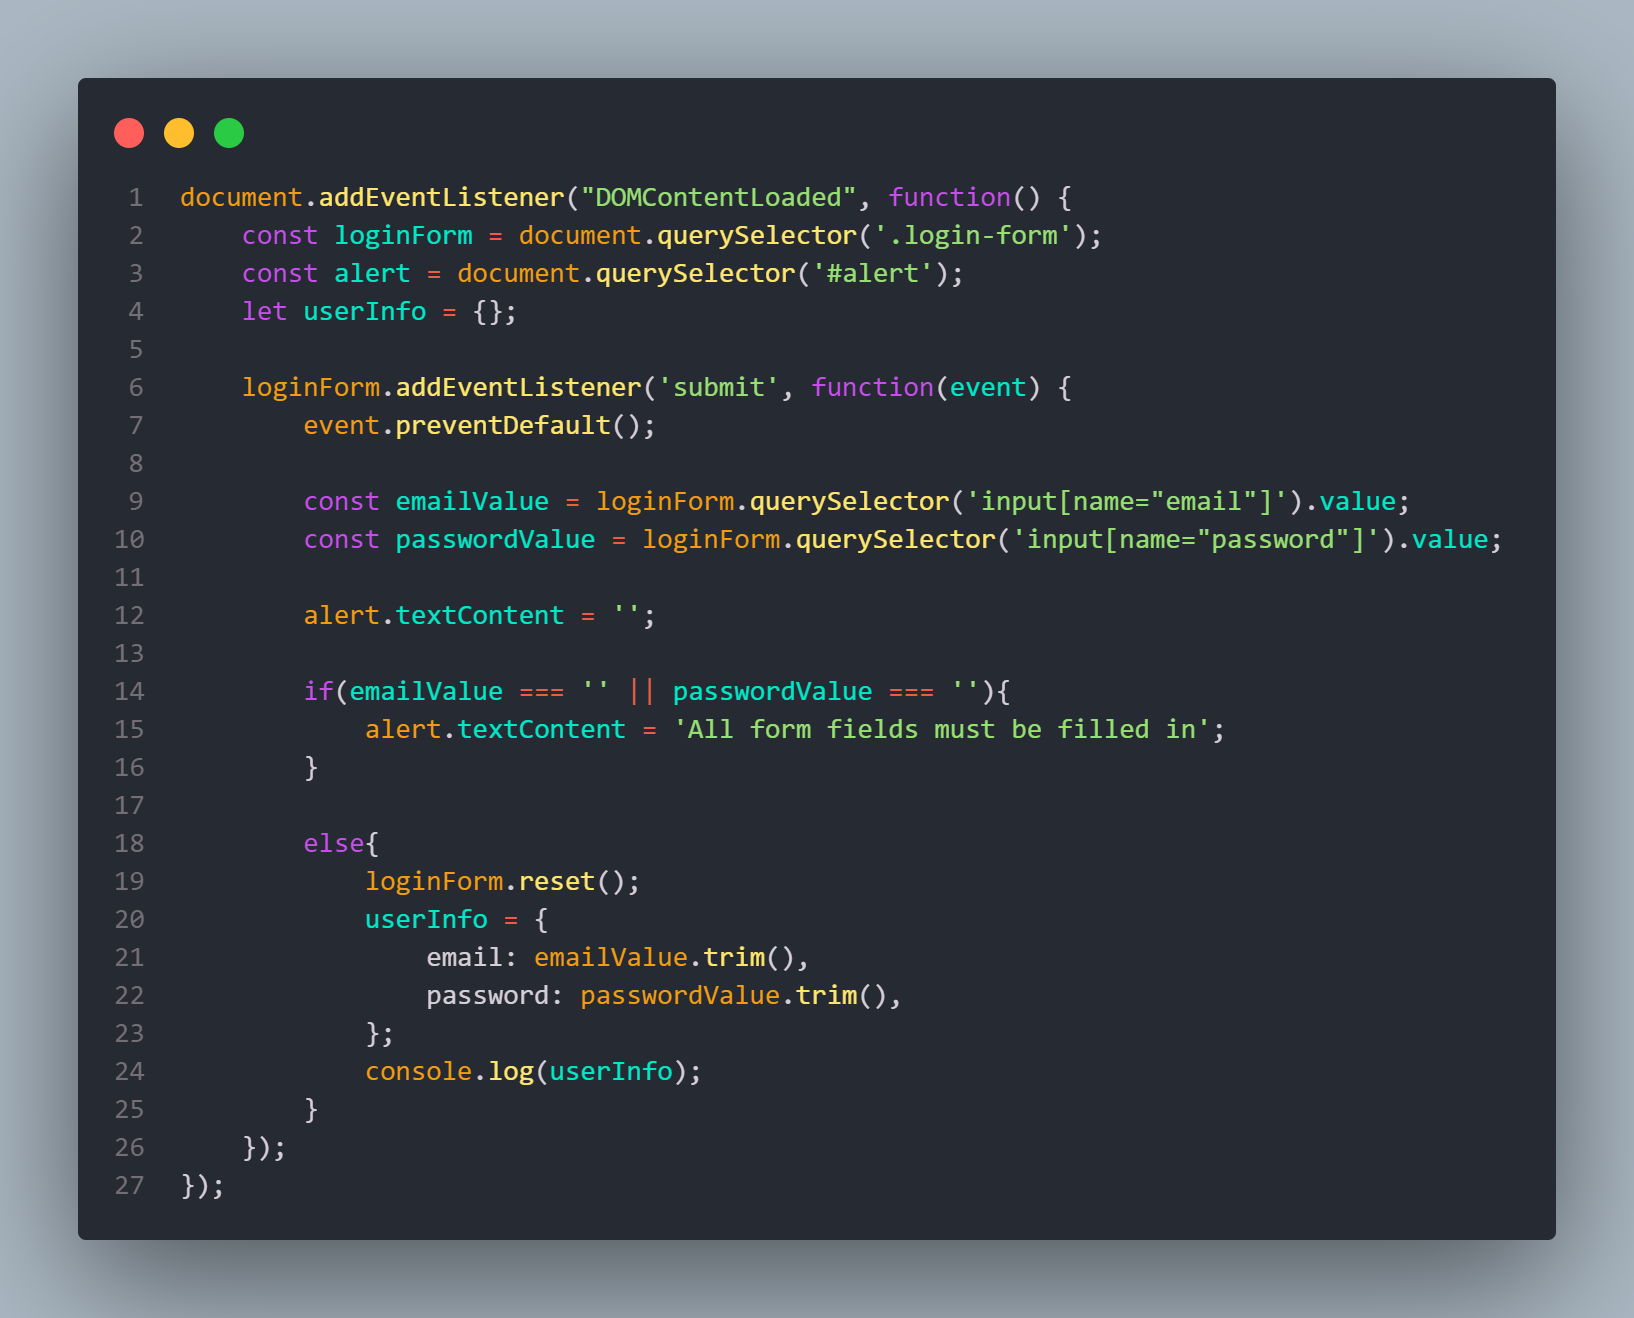 1 document.addEventListener("DOMContentLoaded", function() {
2     const loginForm = document.querySelector('.login-form');
3     const alert = document.querySelector('#alert');
4     let userInfo = {};
5
6     loginForm.addEventListener('submit', function(event) {
7         event.preventDefault();
8
9         const emailValue = loginForm.querySelector('input[name="email"]').value;
10         const passwordValue = loginForm.querySelector('input[name="password"]').value;
11
12         alert.textContent = '';
13
14         if(emailValue === '' || passwordValue === ''){
15             alert.textContent = 'All form fields must be filled in';
16         }
17
18         else{
19             loginForm.reset();
20             userInfo = {
21                 email: emailValue.trim(),
22                 password: passwordValue.trim(),
23             };
24             console.log(userInfo);
25         }
26     });
27 });